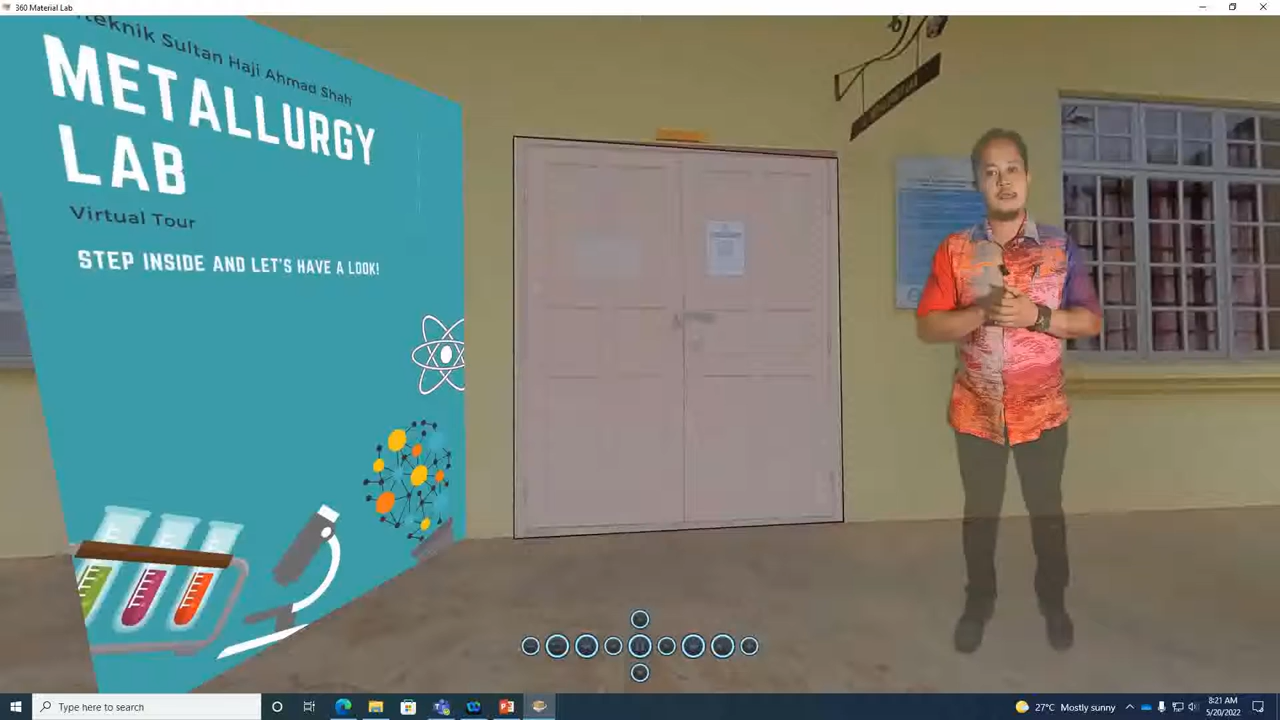 360 Material Lab
teknik Sultan Haji Ahmad Shah
METALLURGY
LAB
Virtual Tour
STEP INSIDE AND LET'S HAVE A LOOK!
Type here to search
27°C Mostly sunny
8:21 AM
5/20/2022